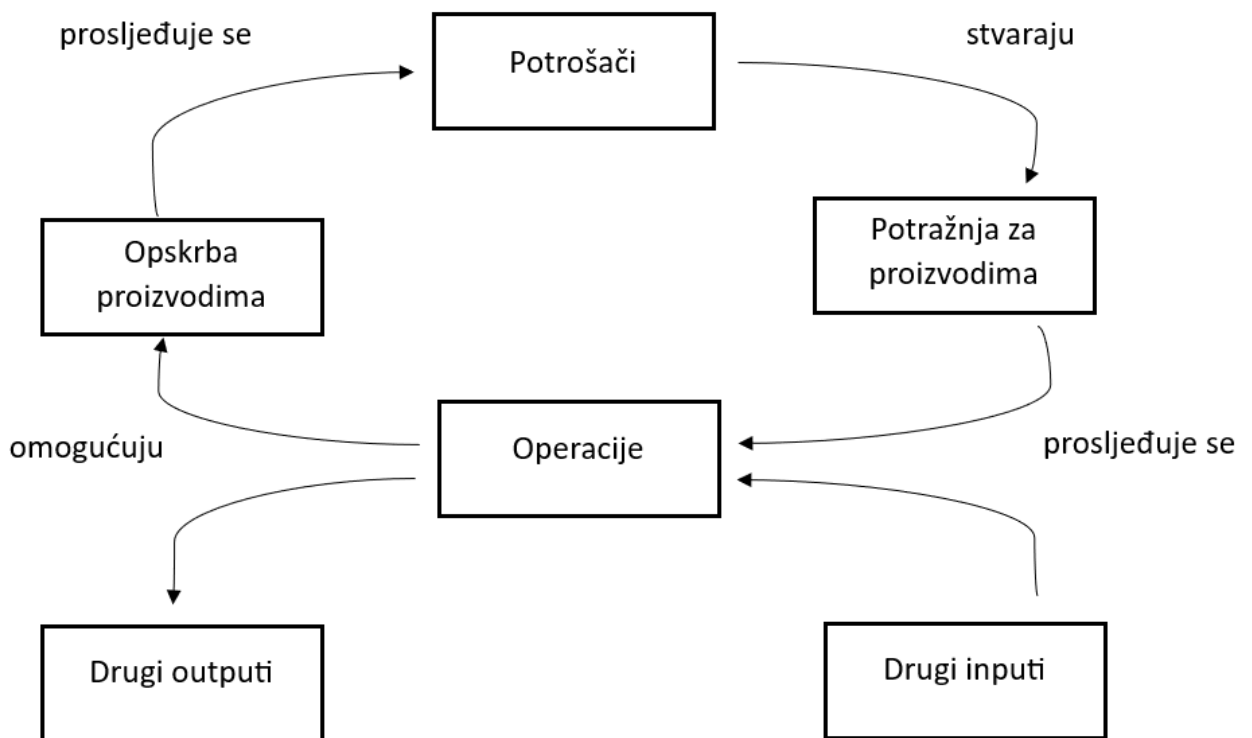 prosljeđuje se
Potrošači
stvaraju
Opskrba
proizvodima
Potražnja za
proizvodima
omogućuju
Operacije
prosljeđuje se
Drugi outputi
Drugi inputi